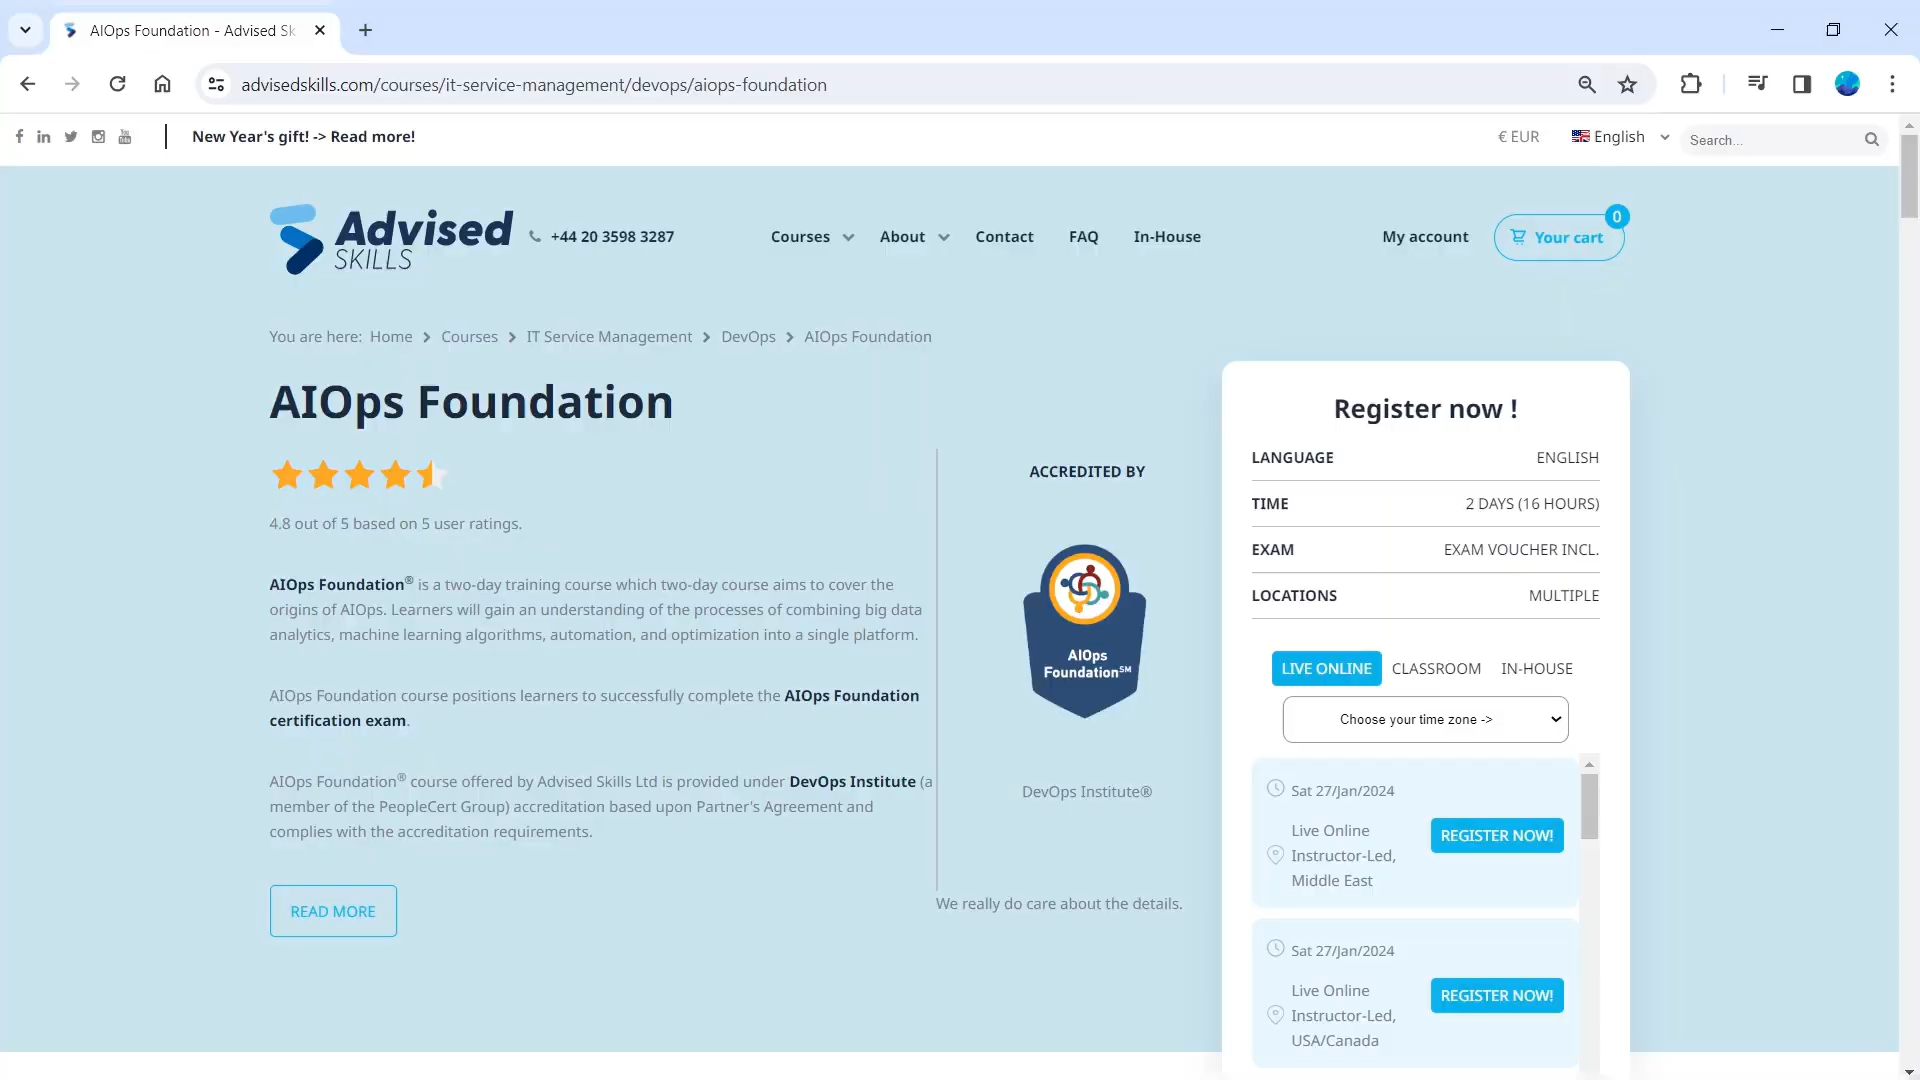 AIOps Foundation - Advised Sk
advisedskills.com/courses/it-service-management/devops/aiops-foundation
New Year's gift! -> Read more!
€ EUR
English
Search...
Advised
SKILLS
+44 20 3598 3287
Courses
About
Contact
FAQ
In-House
My account
Your cart
0
You are here: Home > Courses > IT Service Management > DevOps > AIOps Foundation
AIOps Foundation
4.8 out of 5 based on 5 user ratings.
AIOps Foundation® is a two-day training course which two-day course aims to cover the
origins of AIOps. Learners will gain an understanding of the processes of combining big data
analytics, machine learning algorithms, automation, and optimization into a single platform.
AIOps Foundation course positions learners to successfully complete the AIOps Foundation
certification exam.
AIOps Foundation® course offered by Advised Skills Ltd is provided under DevOps Institute (a
member of the PeopleCert Group) accreditation based upon Partner's Agreement and
complies with the accreditation requirements.
READ MORE
ACCREDITED BY
AIOps
Foundation℠
DevOps Institute®
We really do care about the details.
Register now !
LANGUAGE ENGLISH
TIME 2 DAYS (16 HOURS)
EXAM EXAM VOUCHER INCL.
LOCATIONS MULTIPLE
LIVE ONLINE CLASSROOM IN-HOUSE
Choose your time zone ->
Sat 27/Jan/2024
Live Online
Instructor-Led,
Middle East
REGISTER NOW!
Sat 27/Jan/2024
Live Online
Instructor-Led,
USA/Canada
REGISTER NOW!